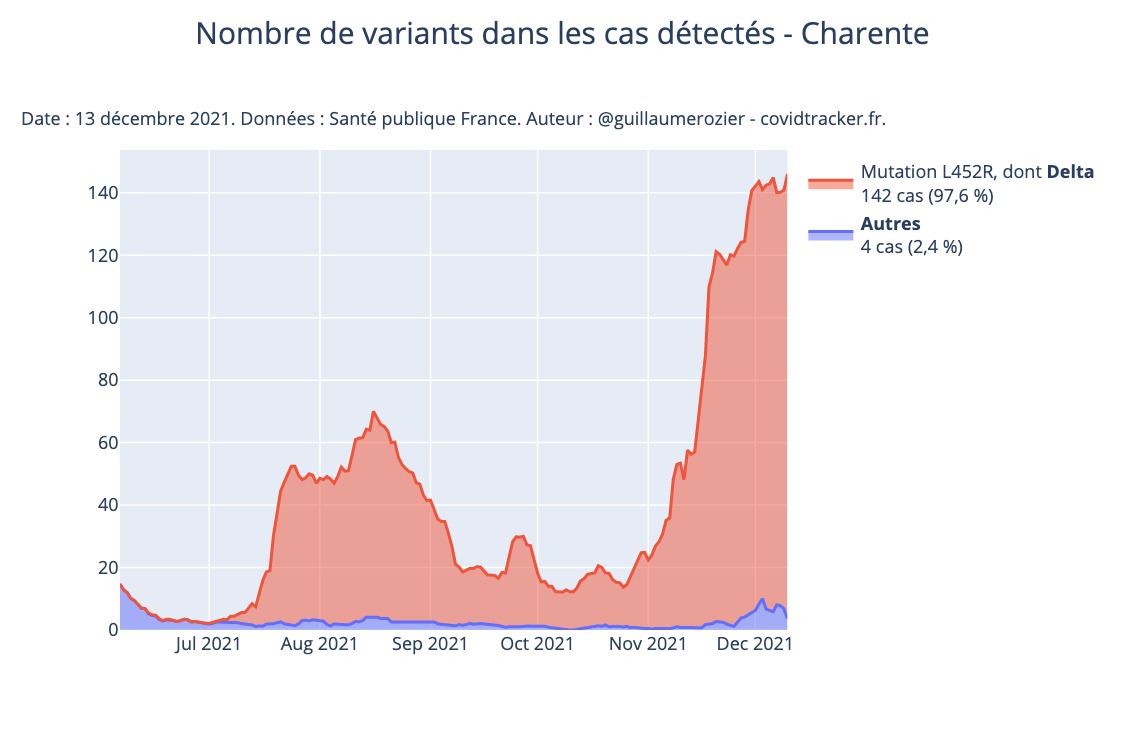 Nombre de variants dans les cas détectés - Charente
Date : 13 décembre 2021. Données : Santé publique France. Auteur : @guillaumerozier - covidtracker.fr.
Mutation L452R, dont Delta
142 cas (97,6 %)
Autres
4 cas (2,4 %)
140
120
100
80
60
40
20
0
Jul 2021 Aug 2021 Sep 2021 Oct 2021 Nov 2021 Dec 2021